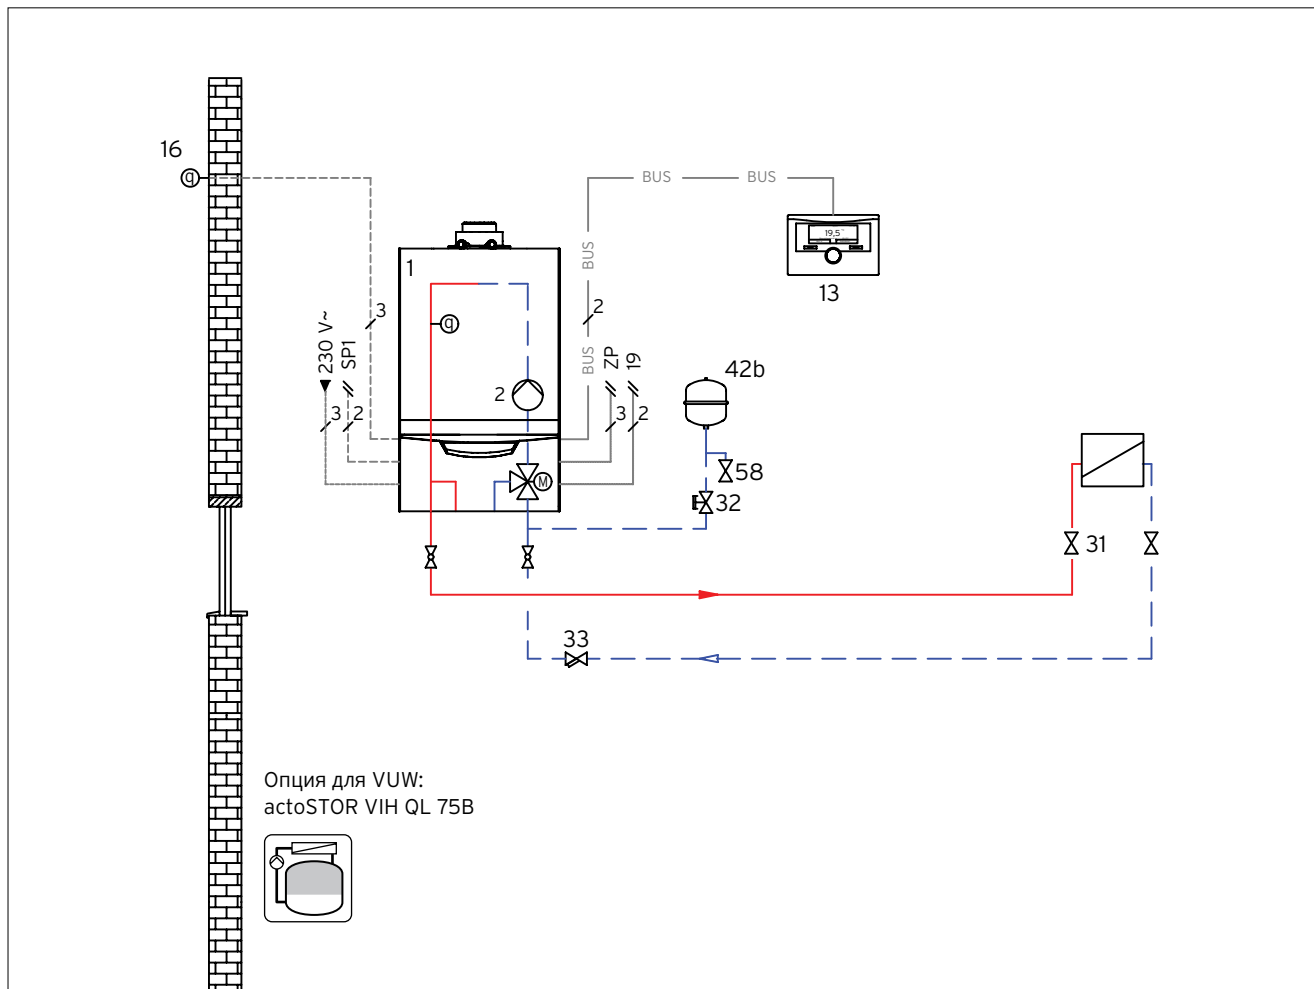 16
q
BUS
BUS
1
19,5
13
BUS
3
q
2
230 V~
SP1
BUS
ZP
19
42b
2
3
2
3
2
58
M
32
31
33
Опция для VUW:
actoSTOR VIH QL 75B